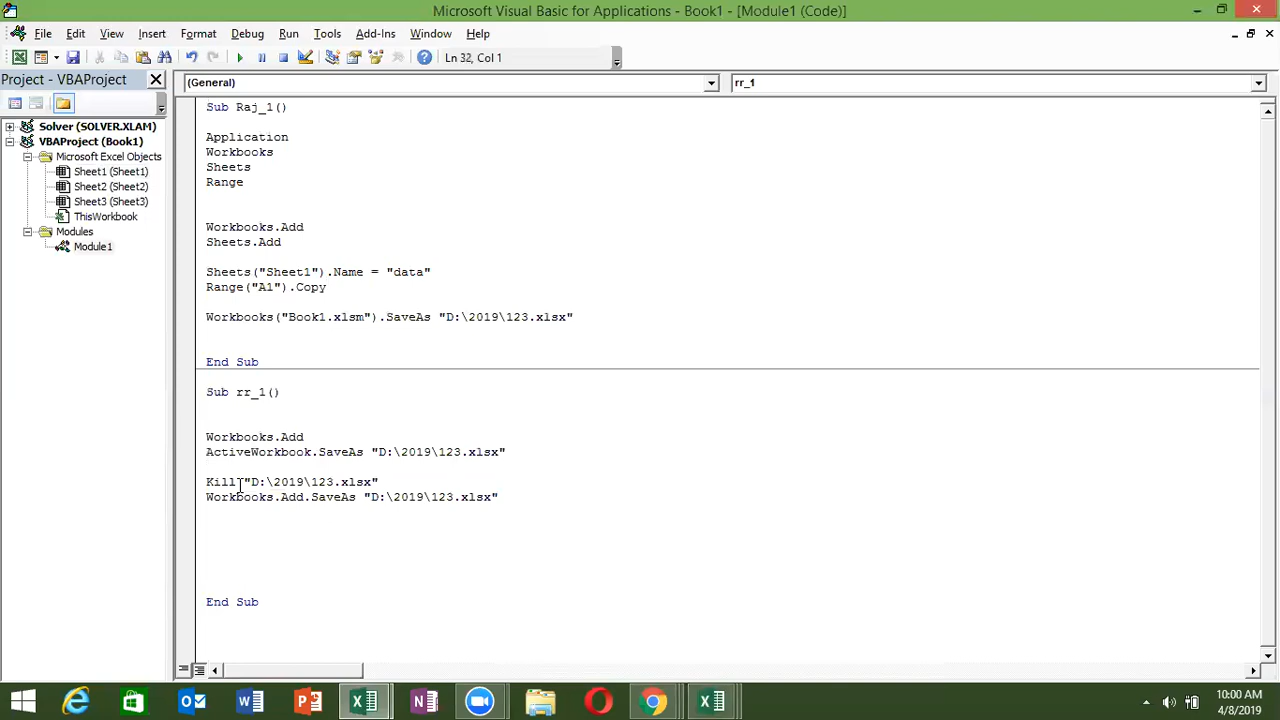 Microsoft Visual Basic for Applications - Book1 - [Module1 (Code)]
File Edit View Insert Format Debug Run Tools Add-Ins Window Help
Ln 32, Col 1
Project - VBAProject
(General)
rr_1
Solver (SOLVER.XLAM)
VBAProject (Book1)
Microsoft Excel Objects
Sheet1 (Sheet1)
Sheet2 (Sheet2)
Sheet3 (Sheet3)
ThisWorkbook
Modules
Module1
Sub Raj_1()
Application
Workbooks
Sheets
Range
Workbooks.Add
Sheets.Add
Sheets("Sheet1").Name = "data"
Range("A1").Copy
Workbooks("Book1.xlsm").SaveAs "D:\2019\123.xlsx"
End Sub
Sub rr_1()
Workbooks.Add
ActiveWorkbook.SaveAs "D:\2019\123.xlsx"
Kill "D:\2019\123.xlsx"
Workbooks.Add.SaveAs "D:\2019\123.xlsx"
End Sub
10:00 AM
4/8/2019